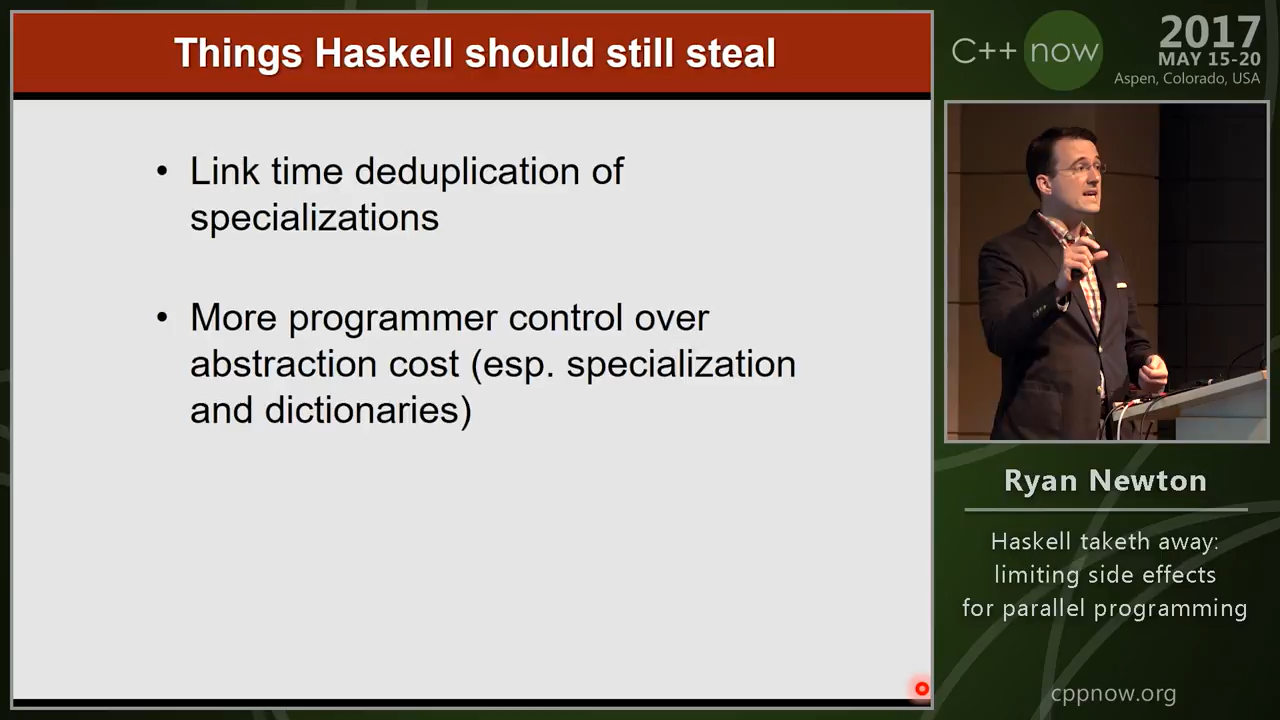 Things Haskell should still steal
• Link time deduplication of
specializations
• More programmer control over
abstraction cost (esp. specialization
and dictionaries)
C++ now
2017
MAY 15-20
Aspen, Colorado, USA
Ryan Newton
Haskell taketh away:
limiting side effects
for parallel programming
cppnow.org